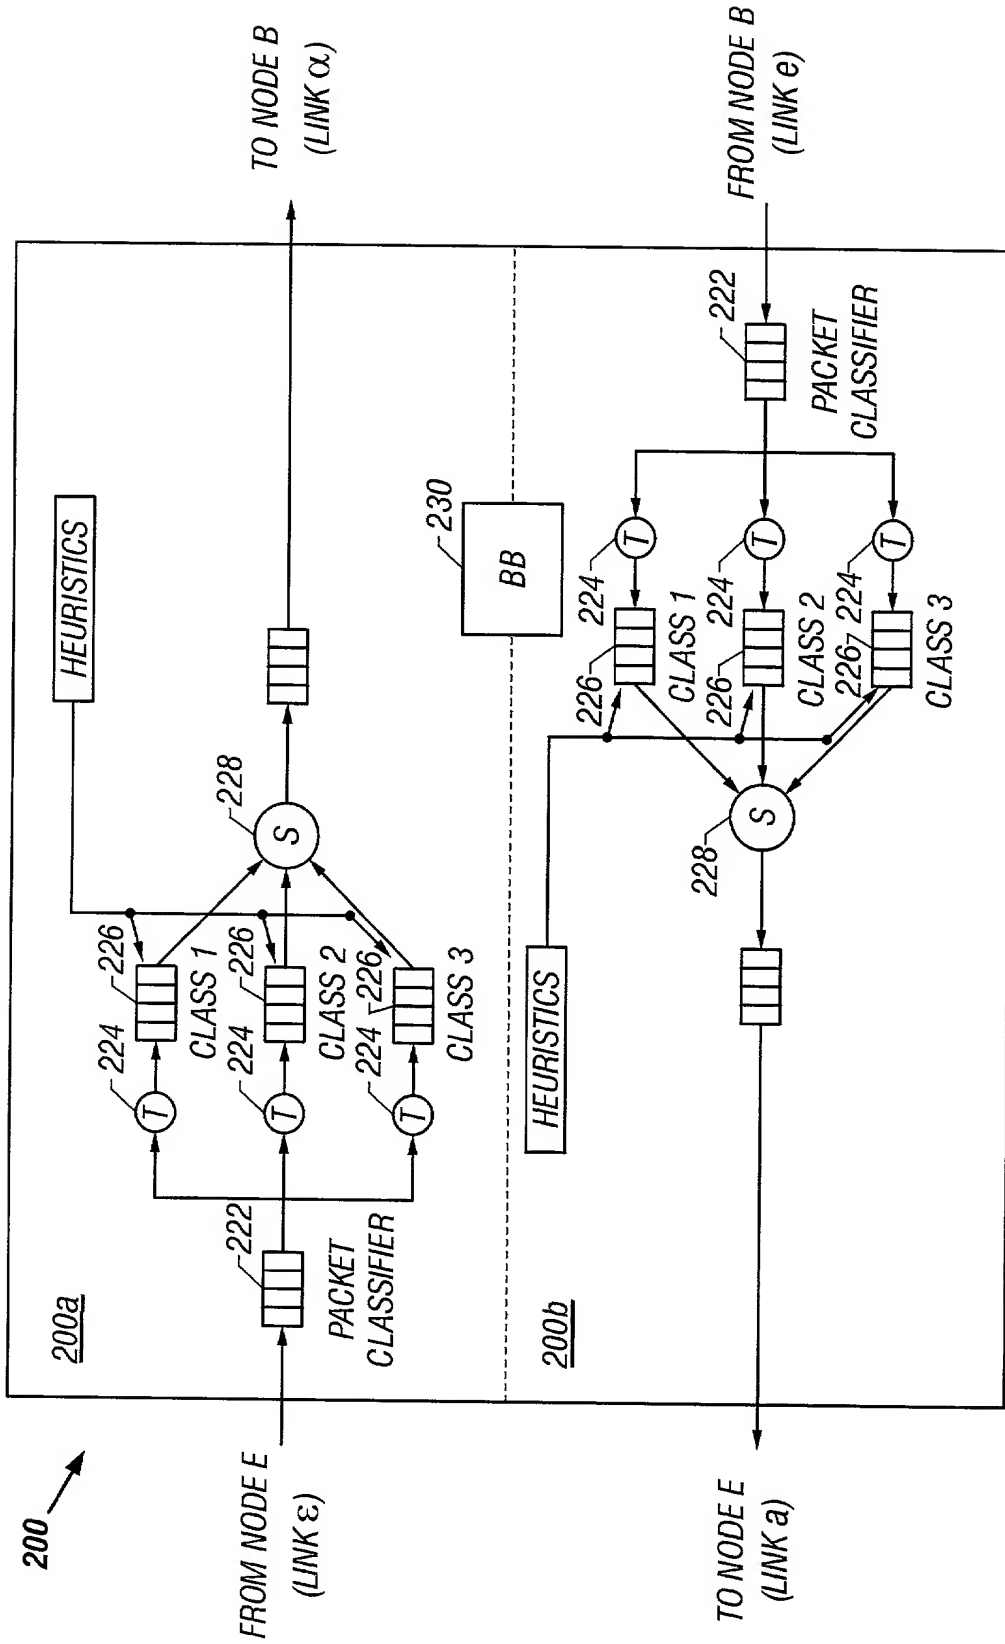 200
200a
HEURISTICS
FROM NODE E
(LINK ε)
222
PACKET
CLASSIFIER
T
224
226
CLASS 1
T
224
226
CLASS 2
T
224
226
CLASS 3
S
228
TO NODE B
(LINK α)
BB
230
200b
HEURISTICS
TO NODE E
(LINK a)
S
228
226
CLASS 1
T
224
226
CLASS 2
T
224
226
CLASS 3
T
224
222
PACKET
CLASSIFIER
FROM NODE B
(LINK e)